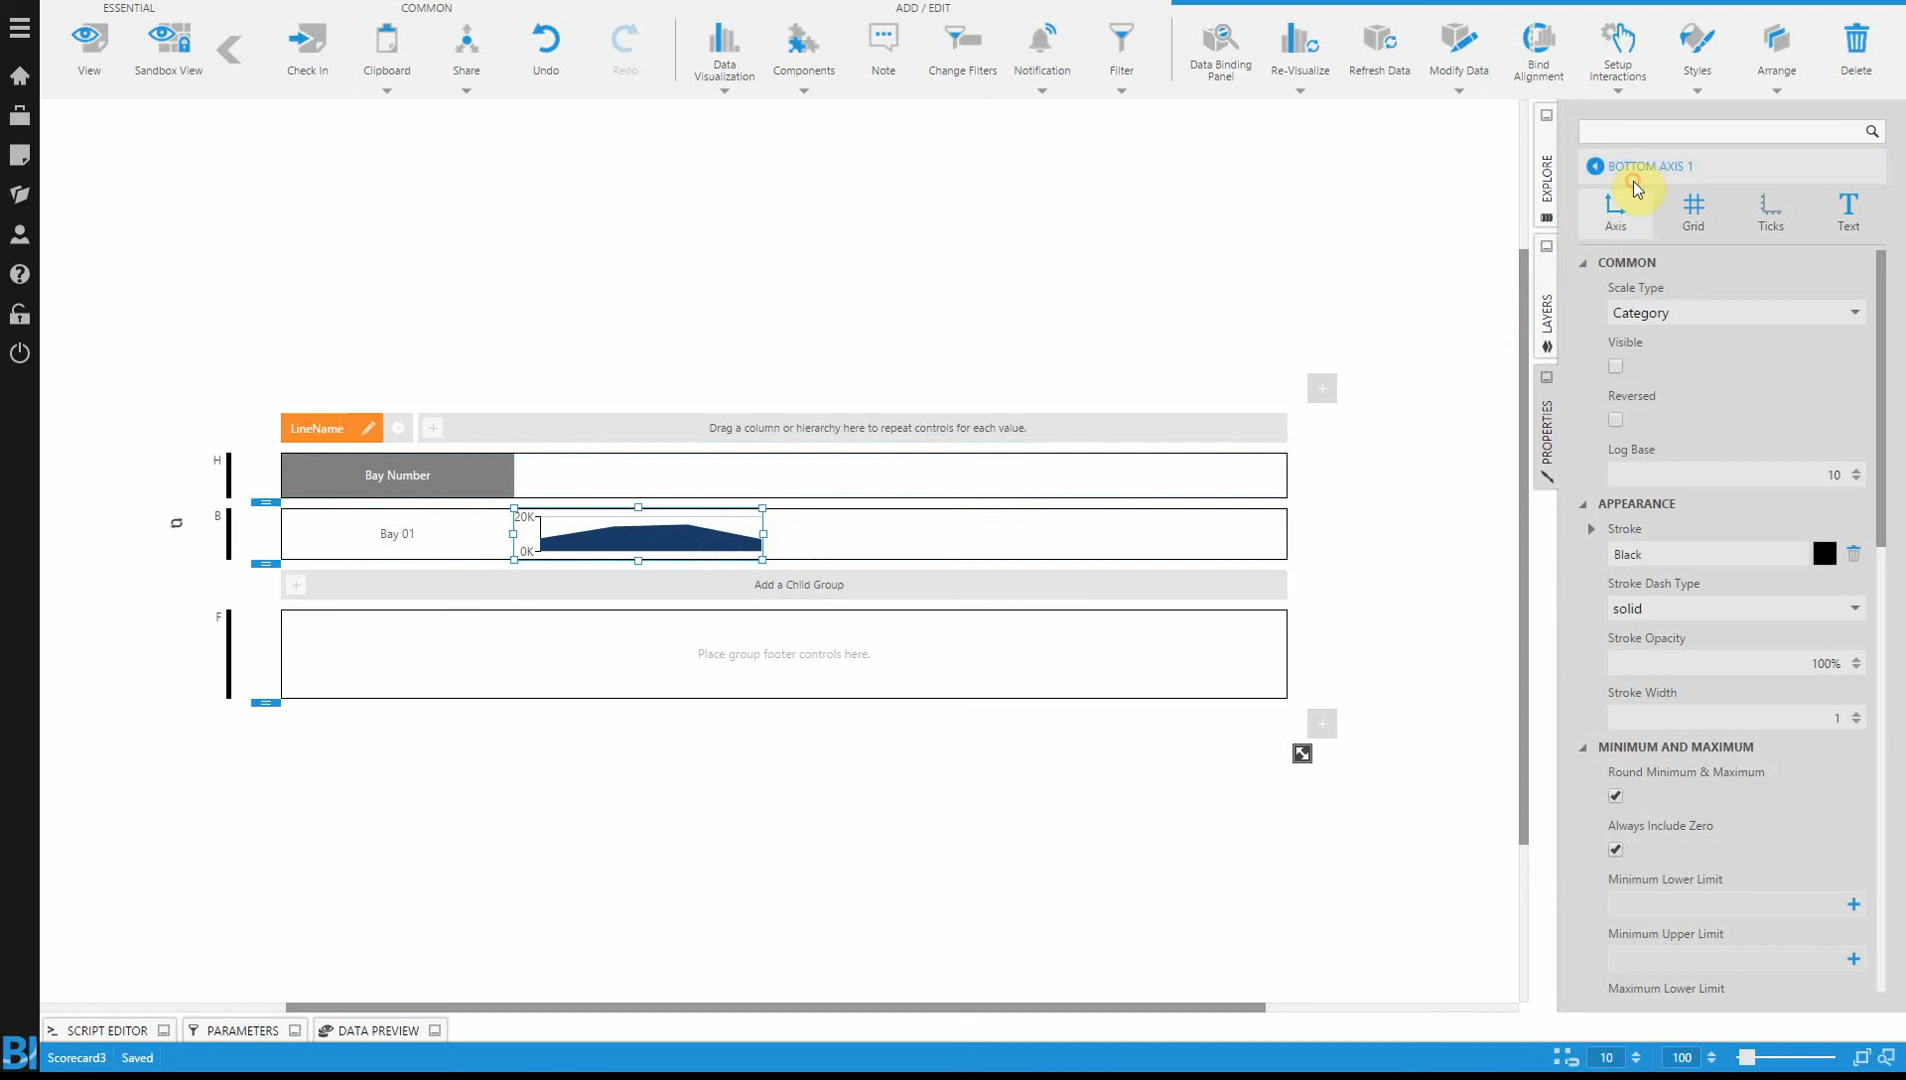 ESSENTIAL
COMMON
ADD / EDIT
View
Sandbox View
Check In
Clipboard
Share
Undo
Redo
Data
Visualization
Components
Note
Change Filters
Notification
Filter
Data Binding
Panel
Re-Visualize
Refresh Data
Modify Data
Bind
Alignment
Setup
Interactions
Styles
Arrange
Delete
EXPLORE
LAYERS
PROPERTIES
BOTTOM AXIS 1
Axis
Grid
Ticks
Text
COMMON
Scale Type
Category
Visible
Reversed
Log Base
10
APPEARANCE
Stroke
Black
Stroke Dash Type
solid
Stroke Opacity
100%
Stroke Width
1
MINIMUM AND MAXIMUM
Round Minimum & Maximum
Always Include Zero
Minimum Lower Limit
Minimum Upper Limit
Maximum Lower Limit
LineName
Drag a column or hierarchy here to repeat controls for each value.
H
Bay Number
B
Bay 01
20K
0K
Add a Child Group
F
Place group footer controls here.
SCRIPT EDITOR
PARAMETERS
DATA PREVIEW
BI
Scorecard3
Saved
10
100